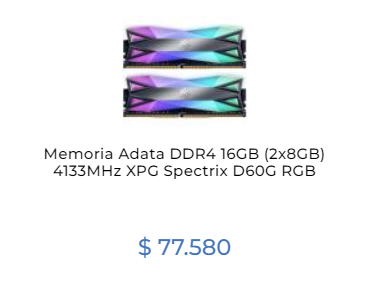 Memoria Adata DDR4 16GB (2x8GB)
4133MHz XPG Spectrix D60G RGB
$ 77.580